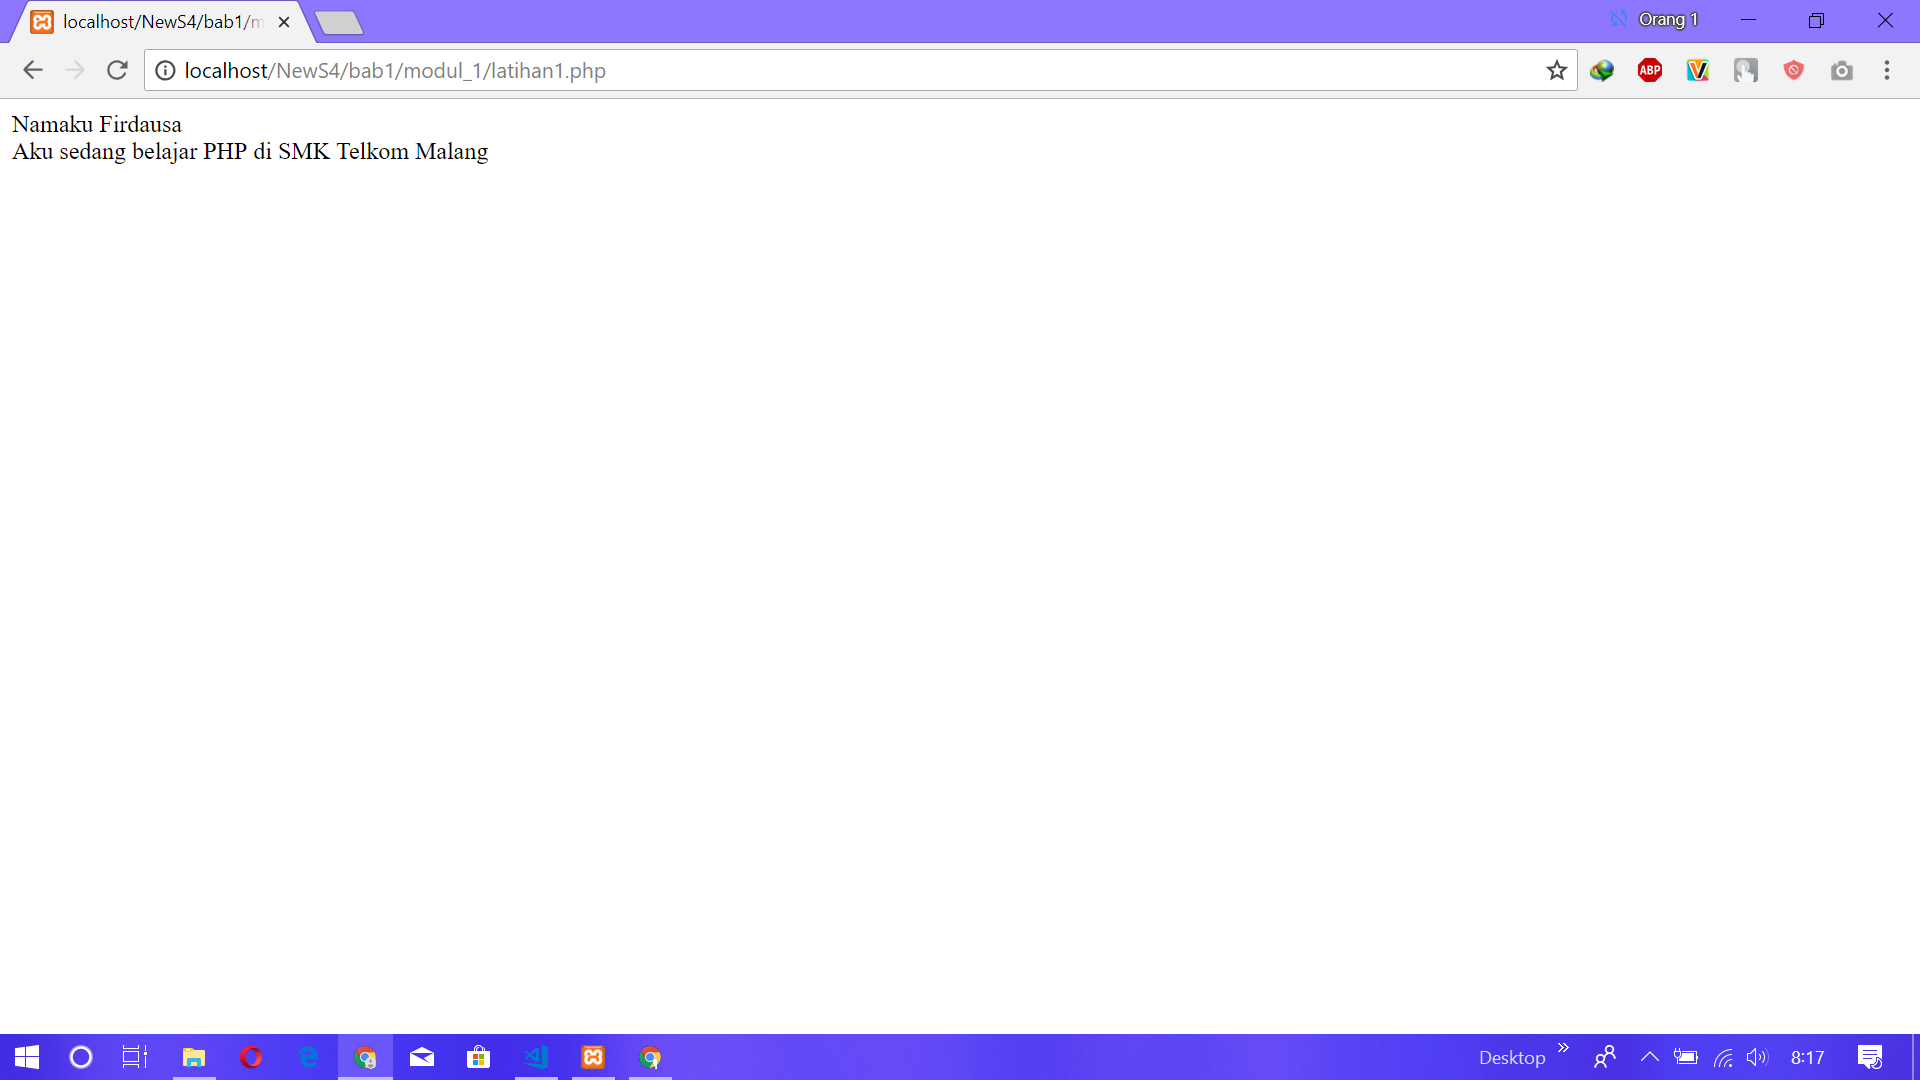 localhost/NewS4/bab1/m
Orang 1
localhost/NewS4/bab1/modul_1/latihan1.php
ABP
Namaku Firdausa
Aku sedang belajar PHP di SMK Telkom Malang
Desktop
8:17